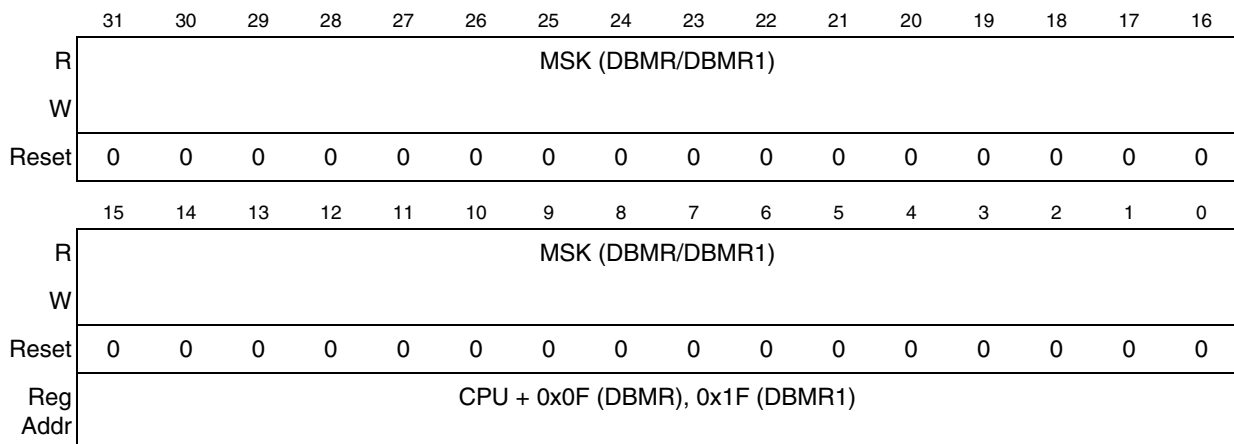 31 30 29 28 27 26 25 24 23 22 21 20 19 18 17 16
R MSK (DBMR/DBMR1)
W
Reset 0 0 0 0 0 0 0 0 0 0 0 0 0 0 0 0
15 14 13 12 11 10 9 8 7 6 5 4 3 2 1 0
R MSK (DBMR/DBMR1)
W
Reset 0 0 0 0 0 0 0 0 0 0 0 0 0 0 0 0
Reg CPU + 0x0F (DBMR), 0x1F (DBMR1)
Addr